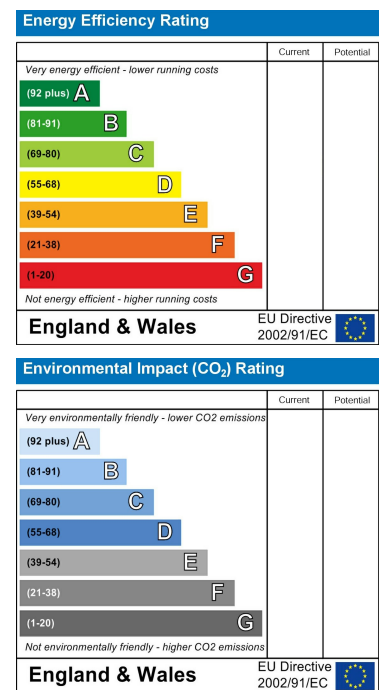 Energy Efficiency Rating
Current Potential
Very energy efficient - lower running costs
(92 plus) A
(81-91) B
(69-80) C
(55-68) D
(39-54) E
(21-38) F
(1-20) G
Not energy efficient - higher running costs
England & Wales
EU Directive
2002/91/EC
Environmental Impact (CO₂) Rating
Current Potential
Very environmentally friendly - lower CO2 emissions
(92 plus) A
(81-91) B
(69-80) C
(55-68) D
(39-54) E
(21-38) F
(1-20) G
Not environmentally friendly - higher CO2 emissions
England & Wales
EU Directive
2002/91/EC